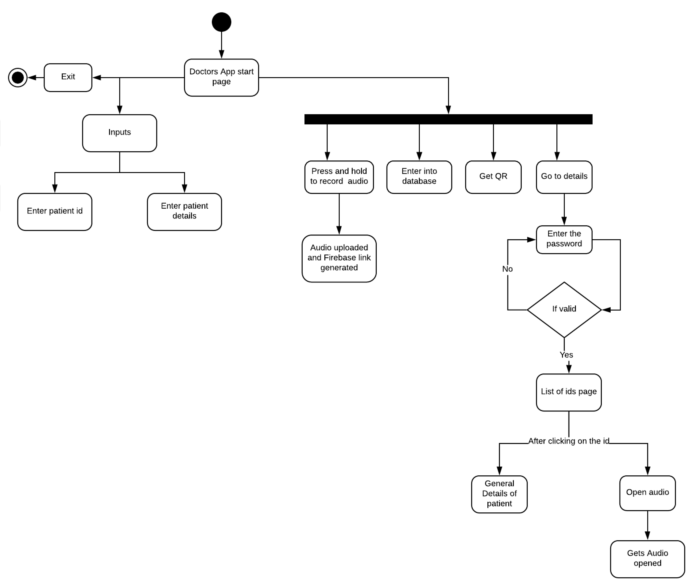 Doctors App start
page
Exit
Inputs
Enter patient id
Enter patient
details
Press and hold
to record audio
Enter into
database
Get QR
Go to details
Audio uploaded
and Firebase link
generated
Enter the
password
No
If valid
Yes
List of ids page
After clicking on the id
General
Details of
patient
Open audio
Gets Audio
opened